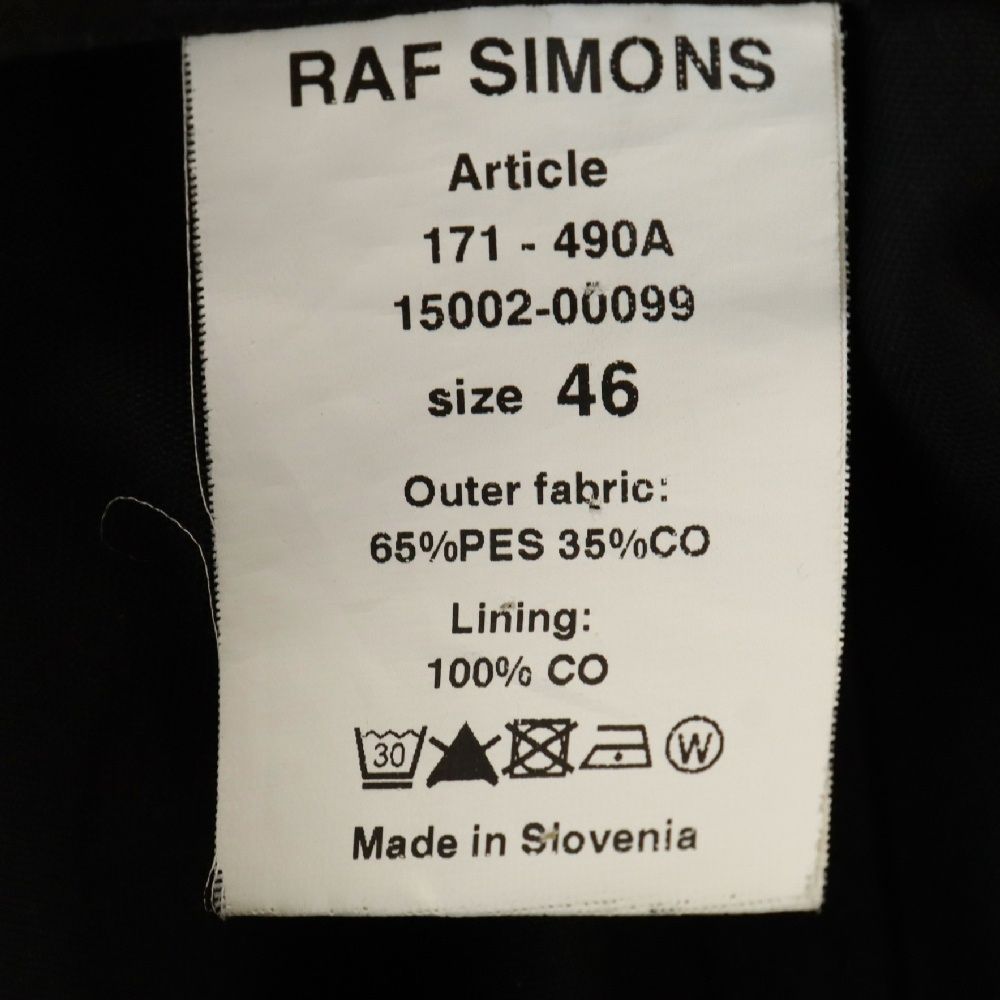 RAF SIMONS
Article
171 - 490A
15002-00099
size 46
Outer fabric:
65%PES 35%CO
Lining:
100% CO
30 W
Made in Slovenia